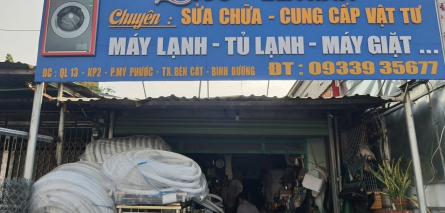 Chuyên : SỬA CHỮA - CUNG CẤP VẬT TƯ
MÁY LẠNH - TỦ LẠNH - MÁY GIẶT ...
ĐC : QL 13 - KP2 - P.MỸ PHƯỚC - TX. BẾN CÁT - BÌNH DƯƠNG
ĐT : 09339 35677